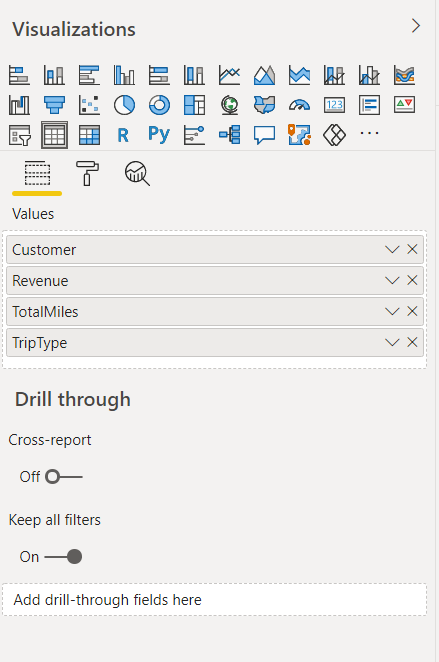 Visualizations
123
R
Py
Values
Customer
Revenue
TotalMiles
TripType
Drill through
Cross-report
Off
Keep all filters
On
Add drill-through fields here